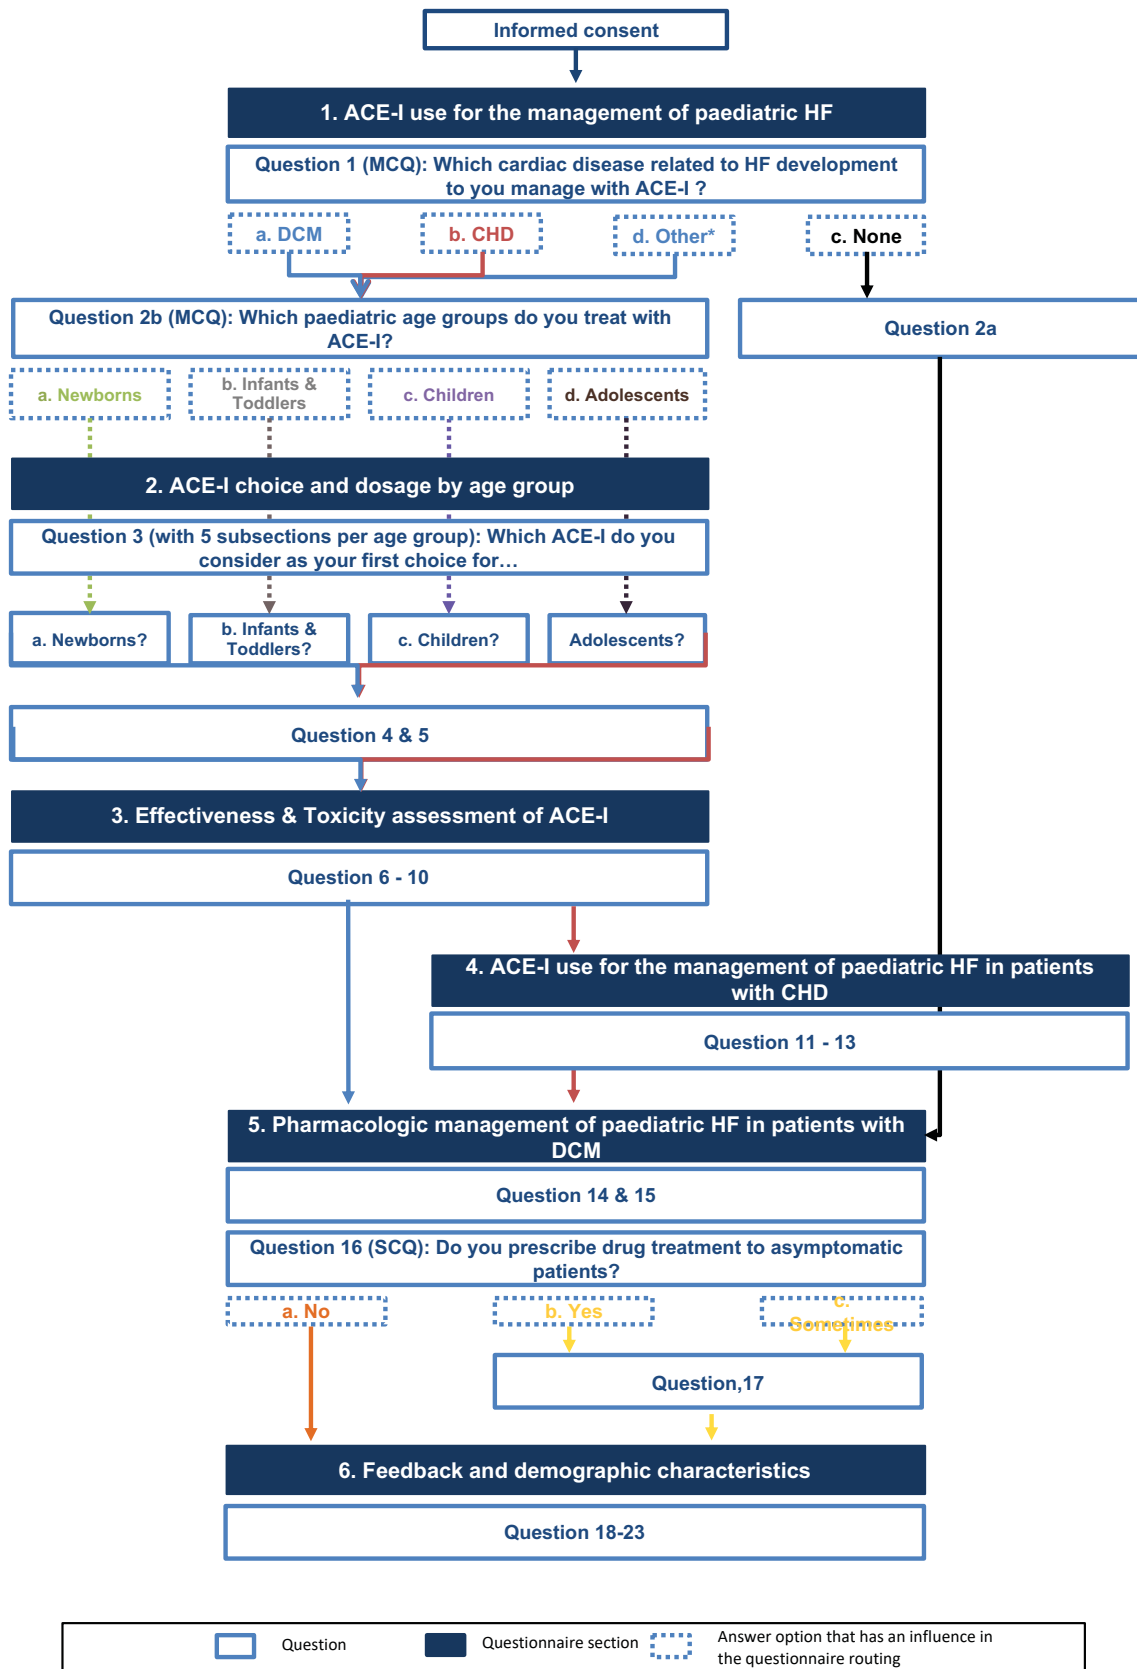 Informed consent
1. ACE-I use for the management of paediatric HF
Question 1 (MCQ): Which cardiac disease related to HF development
to you manage with ACE-I ?
a. DCM
b. CHD
d. Other*
c. None
Question 2b (MCQ): Which paediatric age groups do you treat with
ACE-I?
Question 2a
a. Newborns
b. Infants &
Toddlers
c. Children
d. Adolescents
2. ACE-I choice and dosage by age group
Question 3 (with 5 subsections per age group): Which ACE-I do you
consider as your first choice for…
a. Newborns?
b. Infants &
Toddlers?
c. Children?
Adolescents?
Question 4 & 5
3. Effectiveness & Toxicity assessment of ACE-I
Question 6 - 10
4. ACE-I use for the management of paediatric HF in patients
with CHD
Question 11 - 13
5. Pharmacologic management of paediatric HF in patients with
DCM
Question 14 & 15
Question 16 (SCQ): Do you prescribe drug treatment to asymptomatic
patients?
a. No
b. Yes
c.
Sometimes
Question,17
6. Feedback and demographic characteristics
Question 18-23
Question
Questionnaire section
Answer option that has an influence in
the questionnaire routing